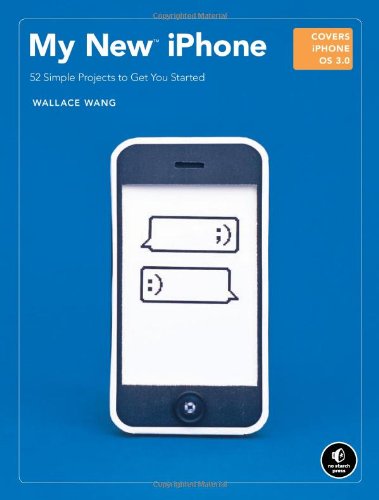 Copyrighted Material
My New™ iPhone
COVERS
iPHONE
OS 3.0
52 Simple Projects to Get You Started
WALLACE WANG
;)
:)
no starch
press
Copyrighted Material